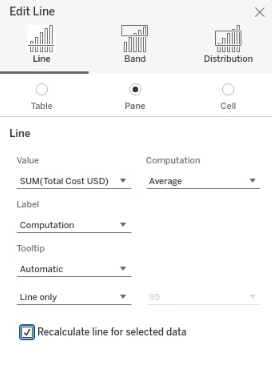 Edit Line
Line Band Distribution
Table Pane Cell
Line
Value Computation
SUM(Total Cost USD) Average
Label
Computation
Tooltip
Automatic
Line only 95
Recalculate line for selected data